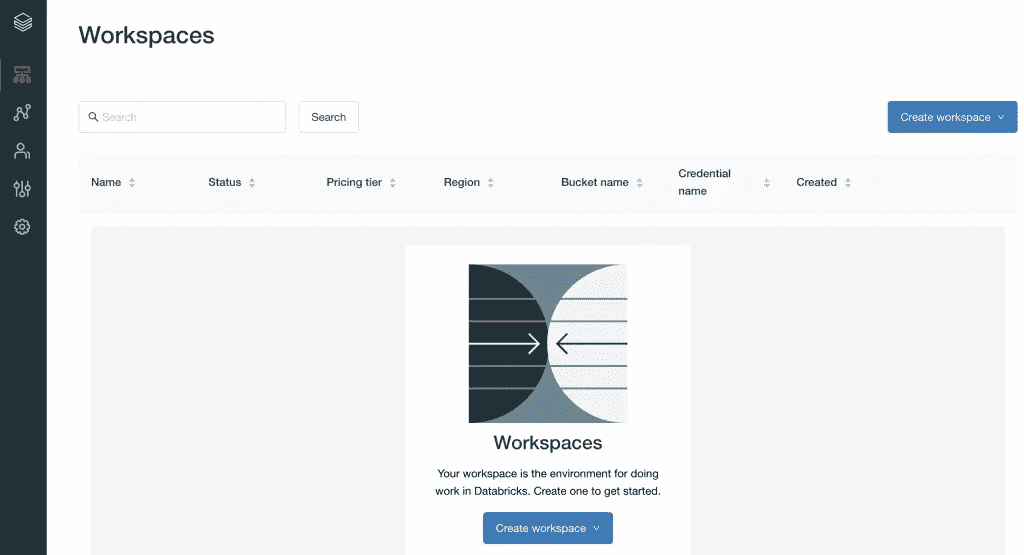 Workspaces
Search
Search
Create workspace
Name
Status
Pricing tier
Region
Bucket name
Credential
name
Created
Workspaces
Your workspace is the environment for doing
work in Databricks. Create one to get started.
Create workspace